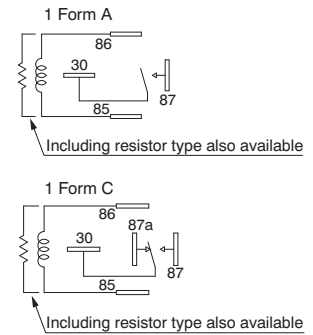 1 Form A
86
30
85
87
Including resistor type also available
1 Form C
86
87a
30
85
87
Including resistor type also available